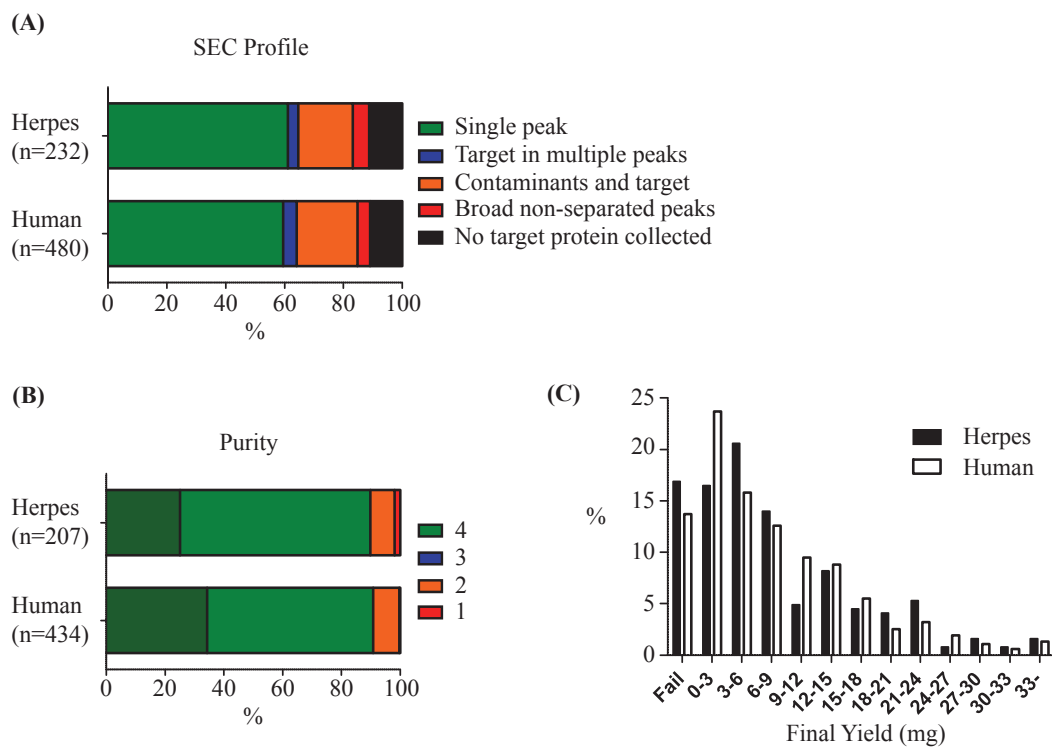 (A)
SEC Profile
Herpes
(n=232)
Human
(n=480)
0 20 40 60 80 100
%
Single peak
Target in multiple peaks
Contaminants and target
Broad non-separated peaks
No target protein collected
(B)
Purity
Herpes
(n=207)
Human
(n=434)
0 20 40 60 80 100
%
4
3
2
1
(C)
25
20
15
10
5
0
%
Herpes
Human
Fail 0-3 3-6 6-9 9-12 12-15 15-18 18-21 21-24 24-27 27-30 30-33 33-
Final Yield (mg)